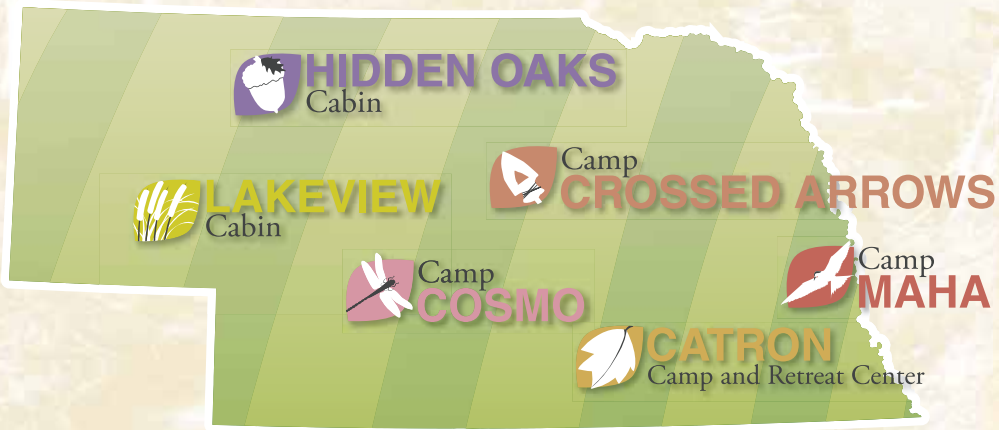 HIDDEN OAKS
Cabin
Camp
CROSSED ARROWS
LAKEVIEW
Cabin
Camp
COSMO
Camp
MAHA
CATRON
Camp and Retreat Center